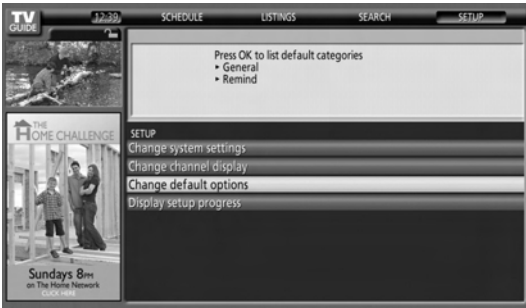 TV GUIDE 12:39 SCHEDULE LISTINGS SEARCH SETUP
Press OK to list default categories
▸ General
▸ Remind
THE HOME CHALLENGE
Sundays 8PM
on The Home Network
CLICK HERE
SETUP
Change system settings
Change channel display
Change default options
Display setup progress